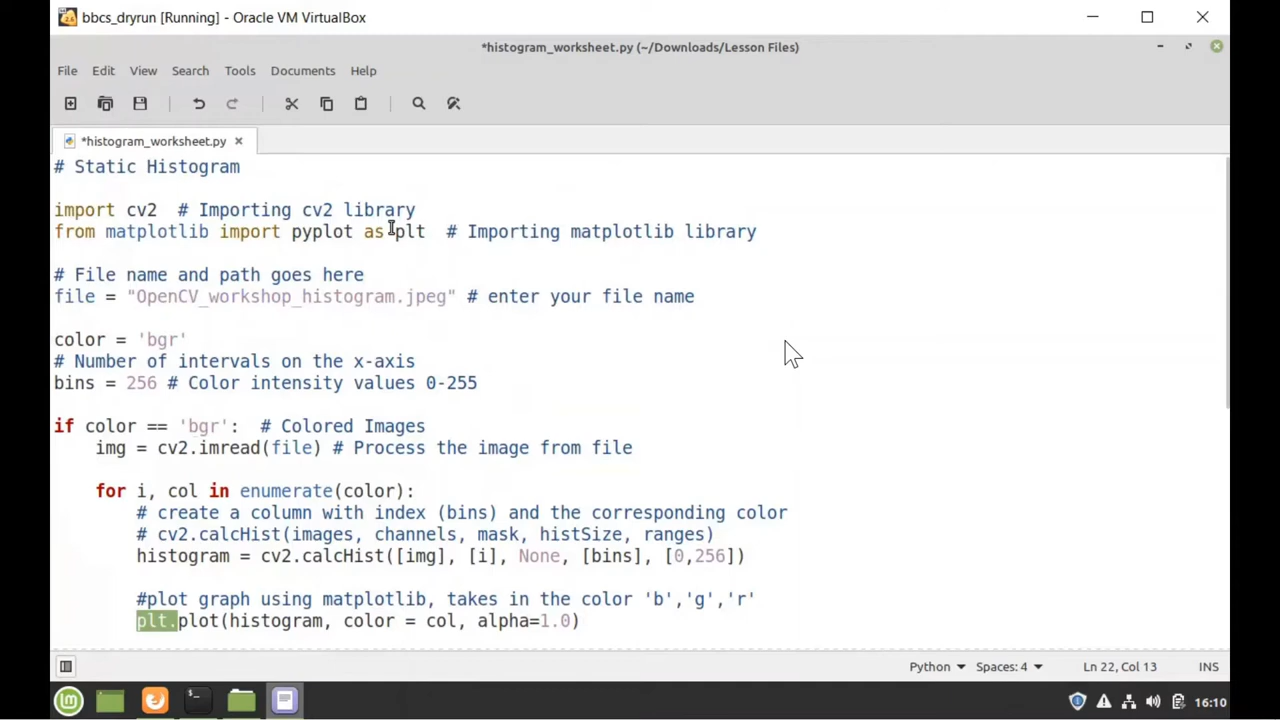 bbcs_dryrun [Running] - Oracle VM VirtualBox
*histogram_worksheet.py (~/Downloads/Lesson Files)
File Edit View Search Tools Documents Help
*histogram_worksheet.py ×
# Static Histogram
import cv2  # Importing cv2 library
from matplotlib import pyplot as plt  # Importing matplotlib library
# File name and path goes here
file = "OpenCV_workshop_histogram.jpeg" # enter your file name
color = 'bgr'
# Number of intervals on the x-axis
bins = 256 # Color intensity values 0-255
if color == 'bgr':  # Colored Images
    img = cv2.imread(file) # Process the image from file
    for i, col in enumerate(color):
        # create a column with index (bins) and the corresponding color
        # cv2.calcHist(images, channels, mask, histSize, ranges)
        histogram = cv2.calcHist([img], [i], None, [bins], [0,256])
        #plot graph using matplotlib, takes in the color 'b','g','r'
        plt.plot(histogram, color = col, alpha=1.0)
Python Spaces: 4 Ln 22, Col 13 INS
16:10